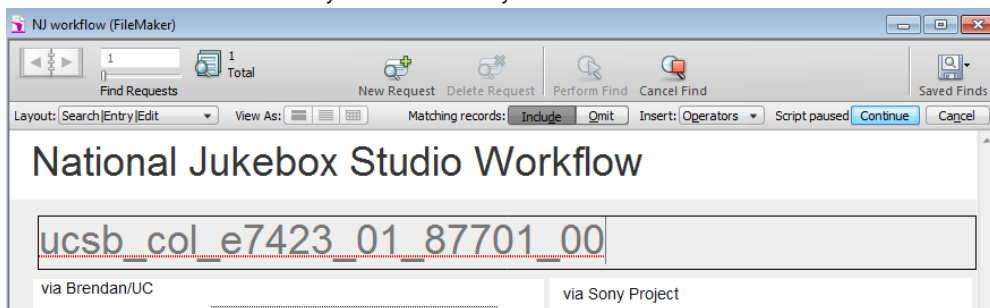 NJ workflow (FileMaker)
1
1
Total
Find Requests
New Request Delete Request Perform Find Cancel Find Saved Finds
Layout: Search|Entry|Edit View As: Matching records: Include Omit Insert: Operators Script paused Continue Cancel
National Jukebox Studio Workflow
ucsb_col_e7423_01_87701_00
via Brendan/UC via Sony Project